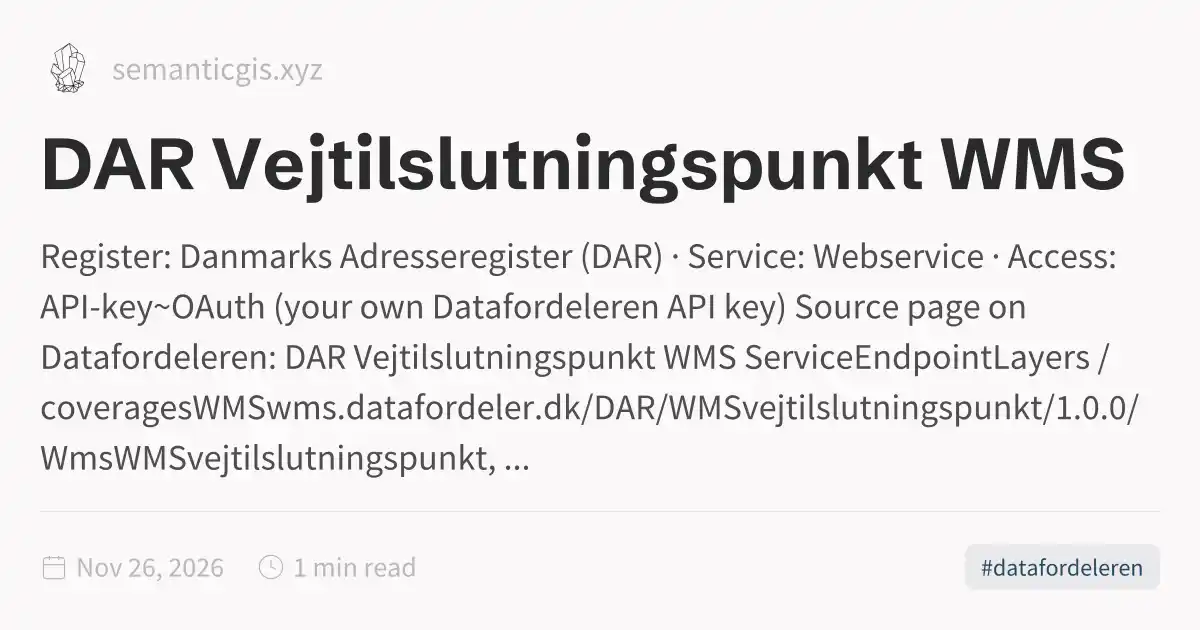 semanticgis.xyz
DAR Vejtilslutningspunkt WMS
Register: Danmarks Adresseregister (DAR) · Service: Webservice · Access:
API-key~OAuth (your own Datafordeleren API key) Source page on
Datafordeleren: DAR Vejtilslutningspunkt WMS ServiceEndpointLayers /
coveragesWMSwms.datafordeler.dk/DAR/WMSvejtilslutningspunkt/1.0.0/
WmsWMSvejtilslutningspunkt, ...
Nov 26, 2026 1 min read #datafordeleren